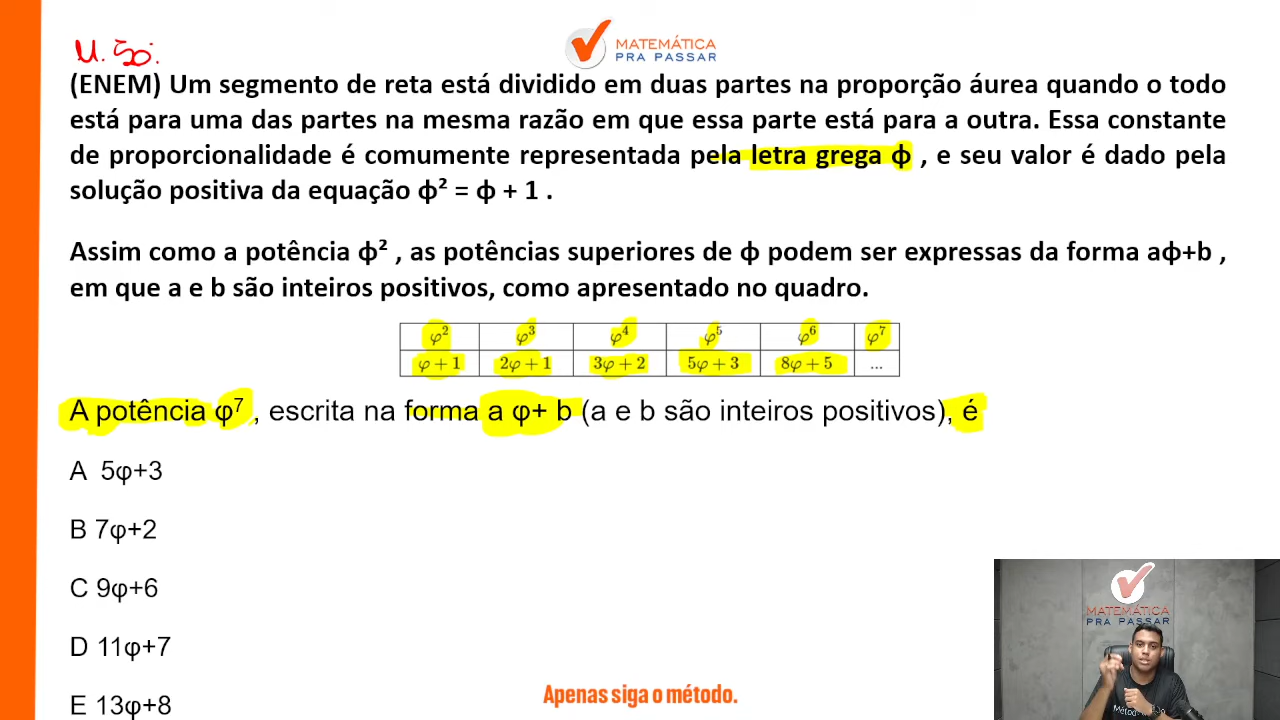 MATEMÁTICA
PRA PASSAR
(ENEM) Um segmento de reta está dividido em duas partes na proporção áurea quando o todo
está para uma das partes na mesma razão em que essa parte está para a outra. Essa constante
de proporcionalidade é comumente representada pela letra grega ϕ , e seu valor é dado pela
solução positiva da equação ϕ² = ϕ + 1 .
Assim como a potência ϕ² , as potências superiores de ϕ podem ser expressas da forma aϕ+b ,
em que a e b são inteiros positivos, como apresentado no quadro.
φ² φ³ φ⁴ φ⁵ φ⁶ φ⁷
φ + 1 2φ + 1 3φ + 2 5φ + 3 8φ + 5 ...
A potência φ⁷ , escrita na forma a φ+ b (a e b são inteiros positivos), é
A 5φ+3
B 7φ+2
C 9φ+6
D 11φ+7
E 13φ+8
MATEMÁTICA
PRA PASSAR
Apenas siga o método.